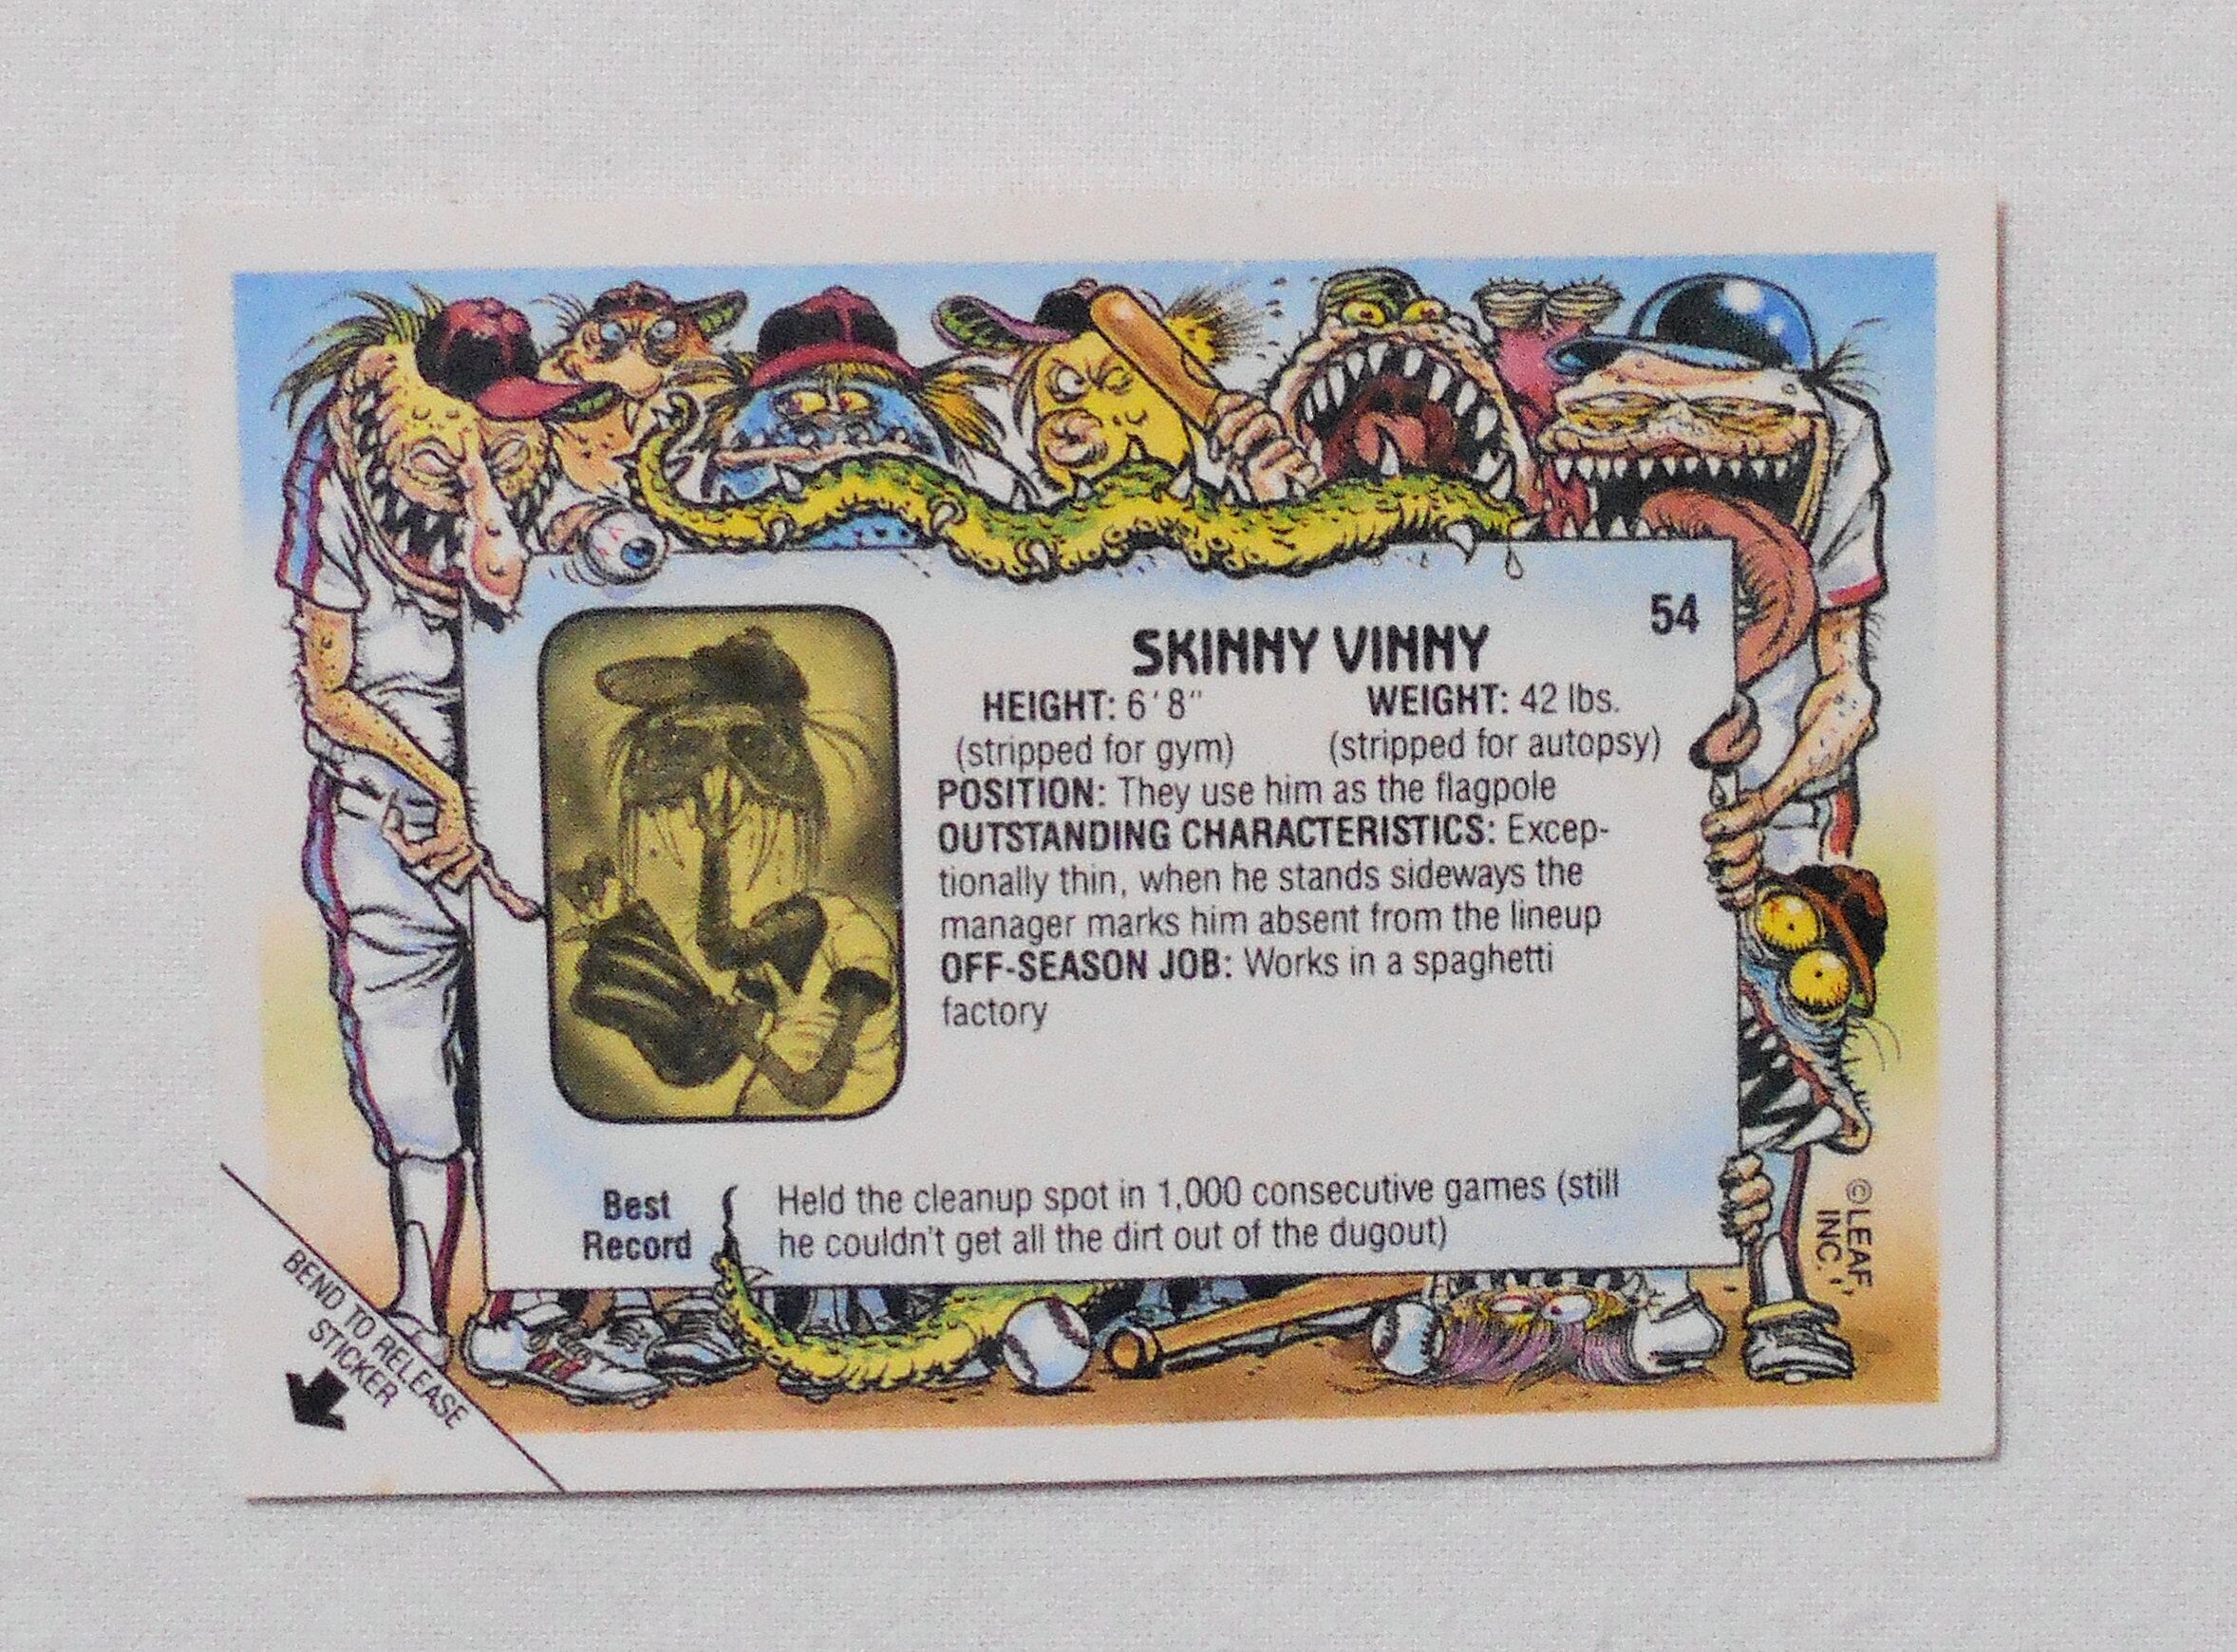 54
SKINNY VINNY
HEIGHT: 6'8" WEIGHT: 42 lbs.
(stripped for gym) (stripped for autopsy)
POSITION: They use him as the flagpole
OUTSTANDING CHARACTERISTICS: Excep-
tionally thin, when he stands sideways the
manager marks him absent from the lineup
OFF-SEASON JOB: Works in a spaghetti
factory
Best
Record
Held the cleanup spot in 1,000 consecutive games (still
he couldn't get all the dirt out of the dugout)
©LEAF,
INC.
BEND TO RELEASE
STICKER